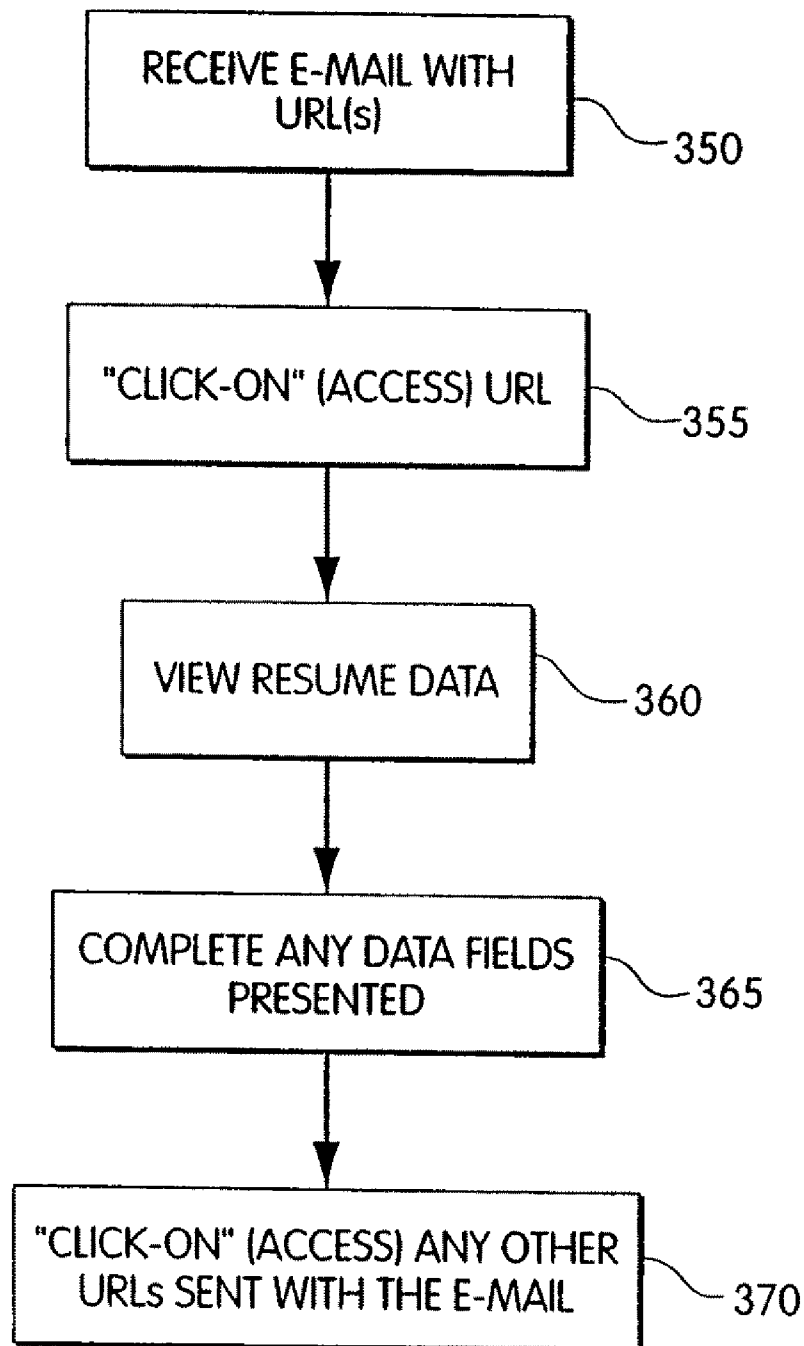 RECEIVE E-MAIL WITH
URL(s)
350
"CLICK-ON" (ACCESS) URL
355
VIEW RESUME DATA
360
COMPLETE ANY DATA FIELDS
PRESENTED
365
"CLICK-ON" (ACCESS) ANY OTHER
URLs SENT WITH THE E-MAIL
370